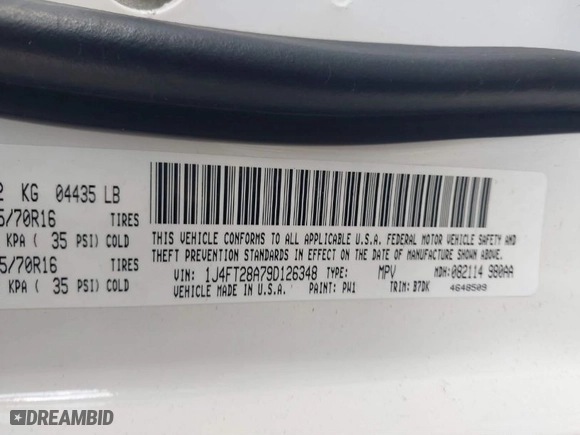 2 KG 04435 LB
5/70R16 TIRES
KPA ( 35 PSI) COLD
5/70R16 TIRES
KPA ( 35 PSI) COLD
THIS VEHICLE CONFORMS TO ALL APPLICABLE U.S.A. FEDERAL MOTOR VEHICLE SAFETY AND
THEFT PREVENTION STANDARDS IN EFFECT ON THE DATE OF MANUFACTURE SHOWN ABOVE.
VIN: 1J4FT28A79D126348 TYPE: MPV MDH: 082114 980AA
VEHICLE MADE IN U.S.A. PAINT: PW1 TRIM: B7DK 4648509
DREAMBID